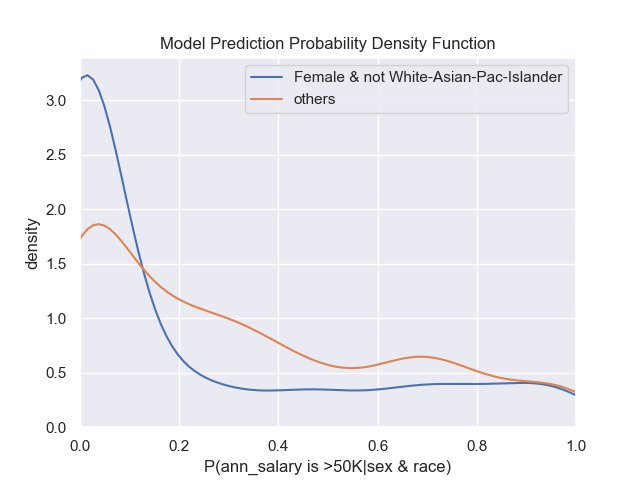 Model Prediction Probability Density Function
Female & not White-Asian-Pac-Islander
others
density
3.0
2.5
2.0
1.5
1.0
0.5
0.0
0.0 0.2 0.4 0.6 0.8 1.0
P(ann_salary is >50K|sex & race)